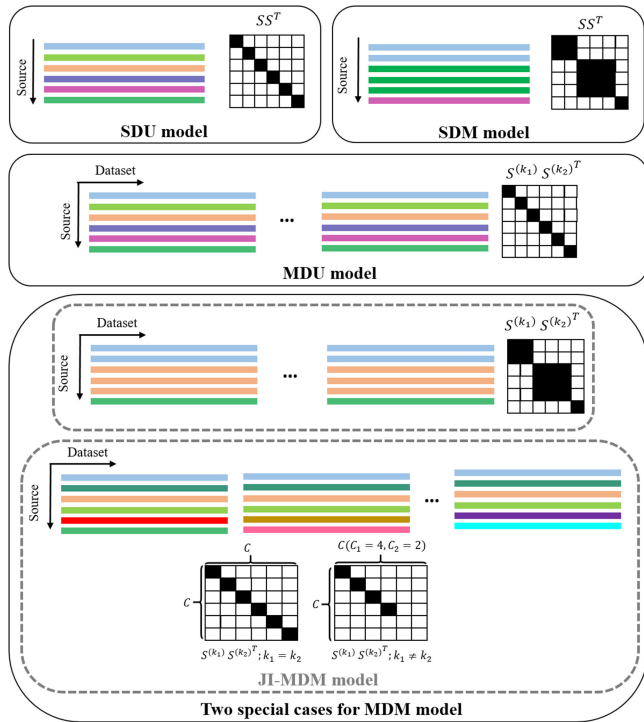 SS^T
Source
SDU model
SS^T
Source
SDM model
Dataset
Source
...
S^(k₁) S^(k₂)^T
MDU model
Dataset
Source
...
S^(k₁) S^(k₂)^T
Dataset
Source
...
C
C
S^(k₁) S^(k₂)^T; k₁ = k₂
C(C₁ = 4, C₂ = 2)
C
S^(k₁) S^(k₂)^T; k₁ ≠ k₂
JI-MDM model
Two special cases for MDM model